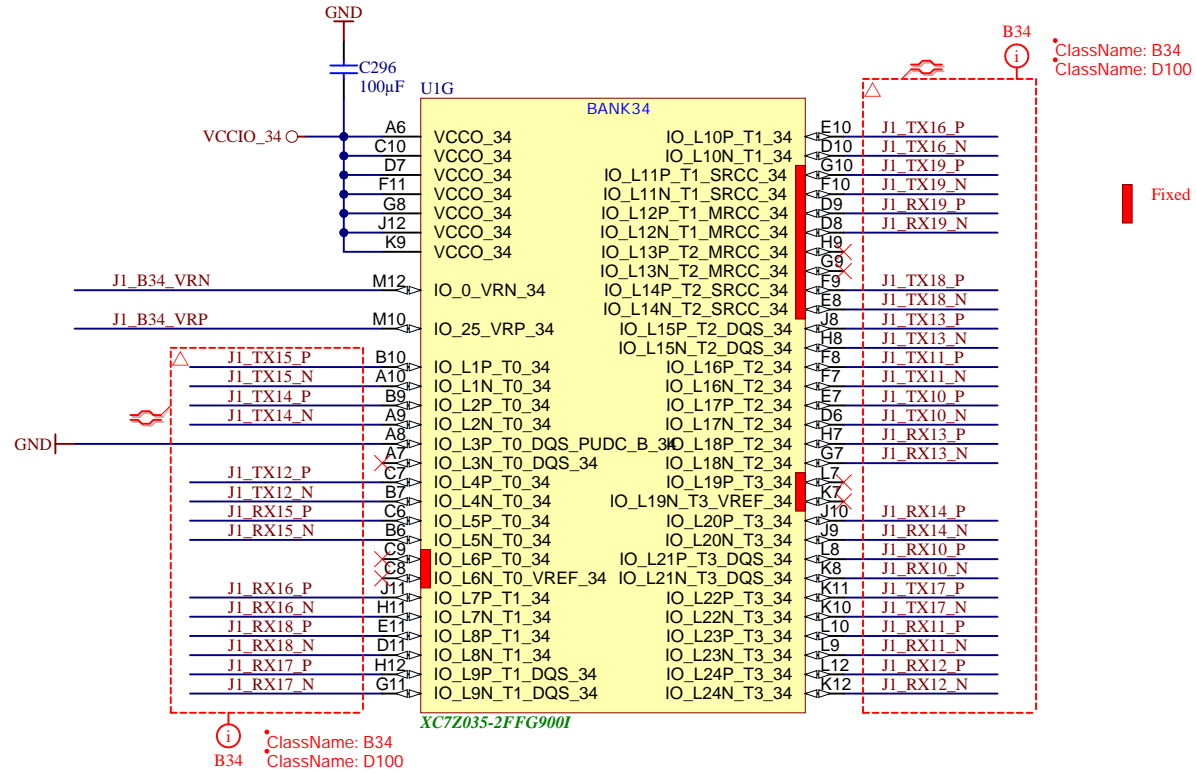 GND
C296
100µF
U1G
BANK34
VCCIO_34
A6 VCCO_34
C10 VCCO_34
D7 VCCO_34
F11 VCCO_34
G8 VCCO_34
J12 VCCO_34
K9 VCCO_34
J1_B34_VRN M12 IO_0_VRN_34
J1_B34_VRP M10 IO_25_VRP_34
J1_TX15_P B10 IO_L1P_T0_34
J1_TX15_N A10 IO_L1N_T0_34
J1_TX14_P B9 IO_L2P_T0_34
J1_TX14_N A9 IO_L2N_T0_34
GND A8 IO_L3P_T0_DQS_PUDC_B_34
A7 IO_L3N_T0_DQS_34
J1_TX12_P C7 IO_L4P_T0_34
J1_TX12_N B7 IO_L4N_T0_34
J1_RX15_P C6 IO_L5P_T0_34
J1_RX15_N B6 IO_L5N_T0_34
C9 IO_L6P_T0_34
C8 IO_L6N_T0_VREF_34
J1_RX16_P J11 IO_L7P_T1_34
J1_RX16_N H11 IO_L7N_T1_34
J1_RX18_P E11 IO_L8P_T1_34
J1_RX18_N D11 IO_L8N_T1_34
J1_RX17_P H12 IO_L9P_T1_DQS_34
J1_RX17_N G11 IO_L9N_T1_DQS_34
IO_L10P_T1_34 E10 J1_TX16_P
IO_L10N_T1_34 D10 J1_TX16_N
IO_L11P_T1_SRCC_34 G10 J1_TX19_P
IO_L11N_T1_SRCC_34 F10 J1_TX19_N
IO_L12P_T1_MRCC_34 D9 J1_RX19_P
IO_L12N_T1_MRCC_34 D8 J1_RX19_N
IO_L13P_T2_MRCC_34 H9
IO_L13N_T2_MRCC_34 G9
IO_L14P_T2_SRCC_34 F9 J1_TX18_P
IO_L14N_T2_SRCC_34 E8 J1_TX18_N
IO_L15P_T2_DQS_34 J8 J1_TX13_P
IO_L15N_T2_DQS_34 H8 J1_TX13_N
IO_L16P_T2_34 F8 J1_TX11_P
IO_L16N_T2_34 F7 J1_TX11_N
IO_L17P_T2_34 E7 J1_TX10_P
IO_L17N_T2_34 D6 J1_TX10_N
IO_L18P_T2_34 H7 J1_RX13_P
IO_L18N_T2_34 G7 J1_RX13_N
IO_L19P_T3_34 L7
IO_L19N_T3_VREF_34 K7
IO_L20P_T3_34 J10 J1_RX14_P
IO_L20N_T3_34 J9 J1_RX14_N
IO_L21P_T3_DQS_34 L8 J1_RX10_P
IO_L21N_T3_DQS_34 K8 J1_RX10_N
IO_L22P_T3_34 K11 J1_TX17_P
IO_L22N_T3_34 K10 J1_TX17_N
IO_L23P_T3_34 L10 J1_RX11_P
IO_L23N_T3_34 L9 J1_RX11_N
IO_L24P_T3_34 L12 J1_RX12_P
IO_L24N_T3_34 K12 J1_RX12_N
XC7Z035-2FFG900I
B34
i
ClassName: B34
ClassName: D100
Fixed
i
B34
ClassName: B34
ClassName: D100